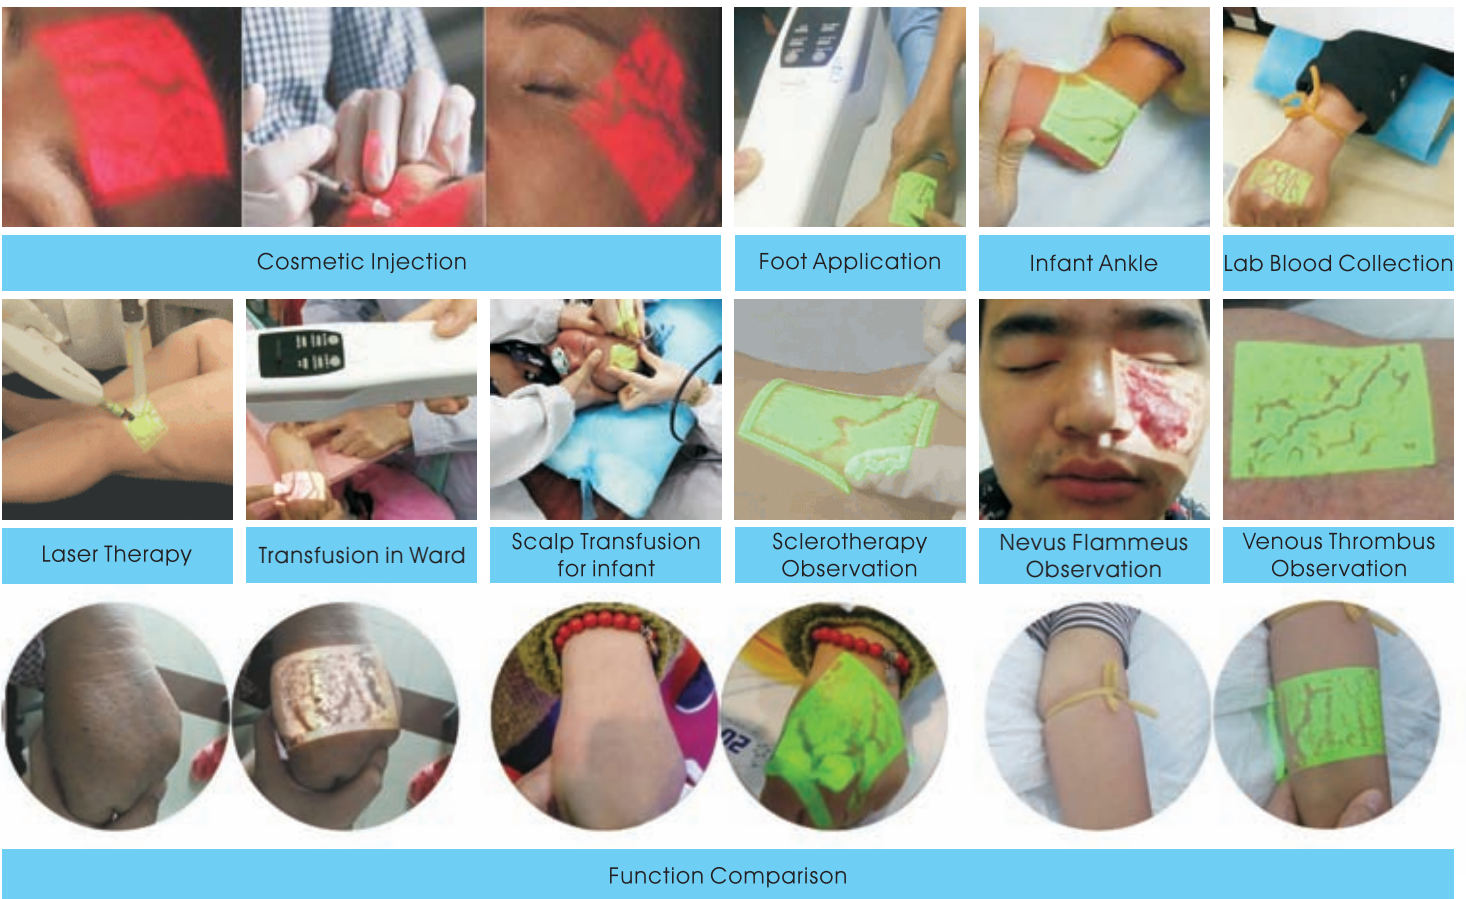 Cosmetic Injection
Foot Application
Infant Ankle
Lab Blood Collection
Laser Therapy
Transfusion in Ward
Scalp Transfusion
for infant
Sclerotherapy
Observation
Nevus Flammeus
Observation
Venous Thrombus
Observation
Function Comparison